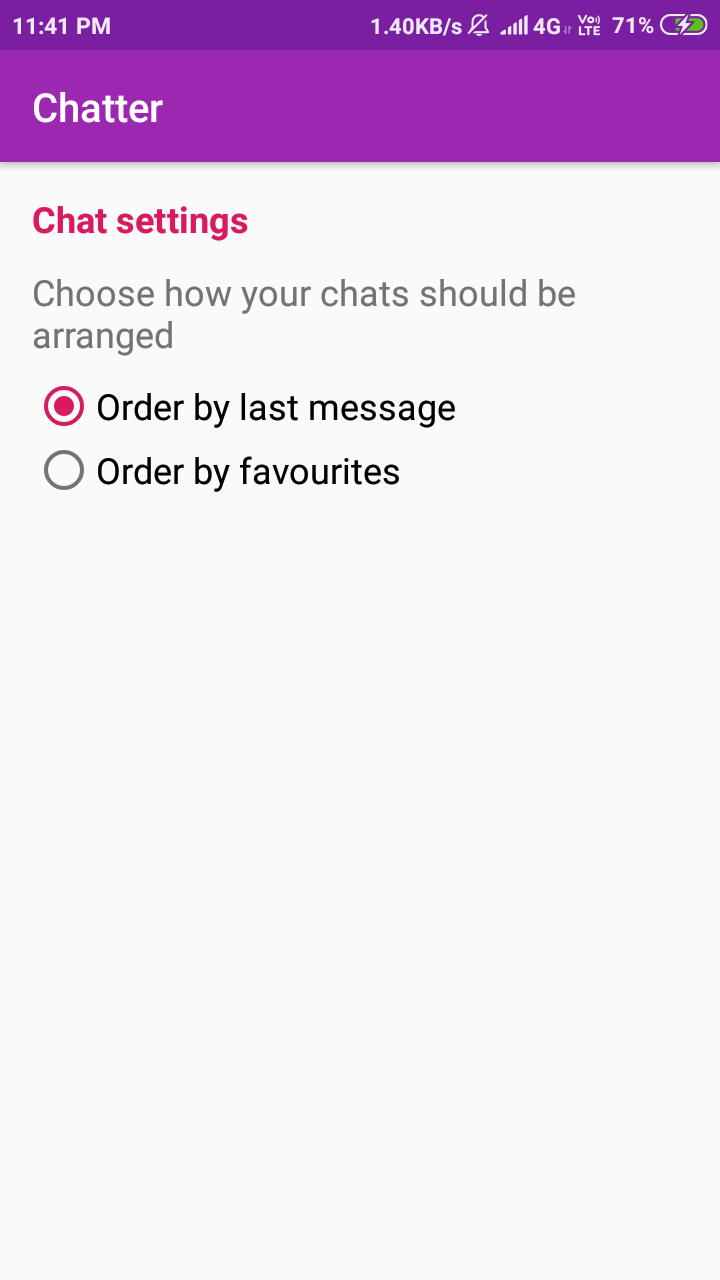 11:41 PM 1.40KB/s 4G Vo LTE 71%
Chatter
Chat settings
Choose how your chats should be
arranged
Order by last message
Order by favourites